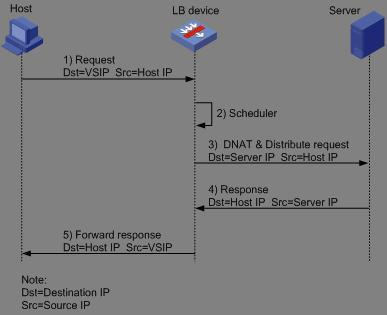 Host
LB device
Server
1) Request
Dst=VSIP Src=Host IP
2) Scheduler
3) DNAT & Distribute request
Dst=Server IP Src=Host IP
4) Response
Dst=Host IP Src=Server IP
5) Forward response
Dst=Host IP Src=VSIP
Note:
Dst=Destination IP
Src=Source IP